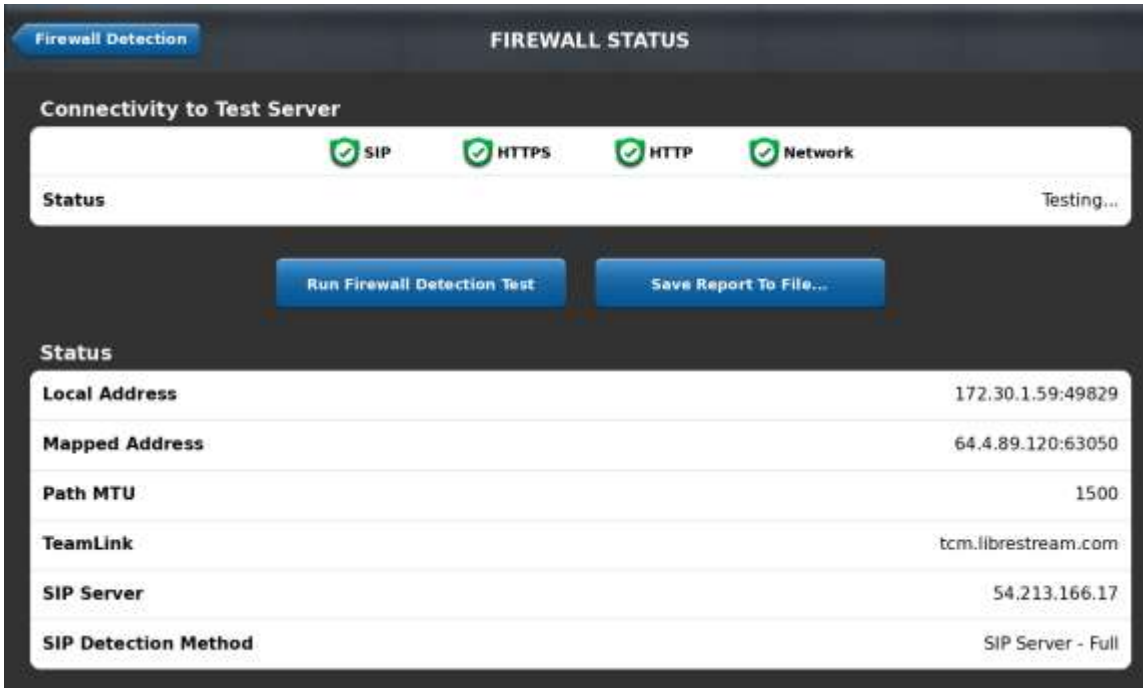 Firewall Detection
FIREWALL STATUS
Connectivity to Test Server
SIP HTTPS HTTP Network
Status Testing...
Run Firewall Detection Test Save Report To File...
Status
Local Address 172.30.1.59:49829
Mapped Address 64.4.89.120:63050
Path MTU 1500
TeamLink tcm.librestream.com
SIP Server 54.213.166.17
SIP Detection Method SIP Server - Full